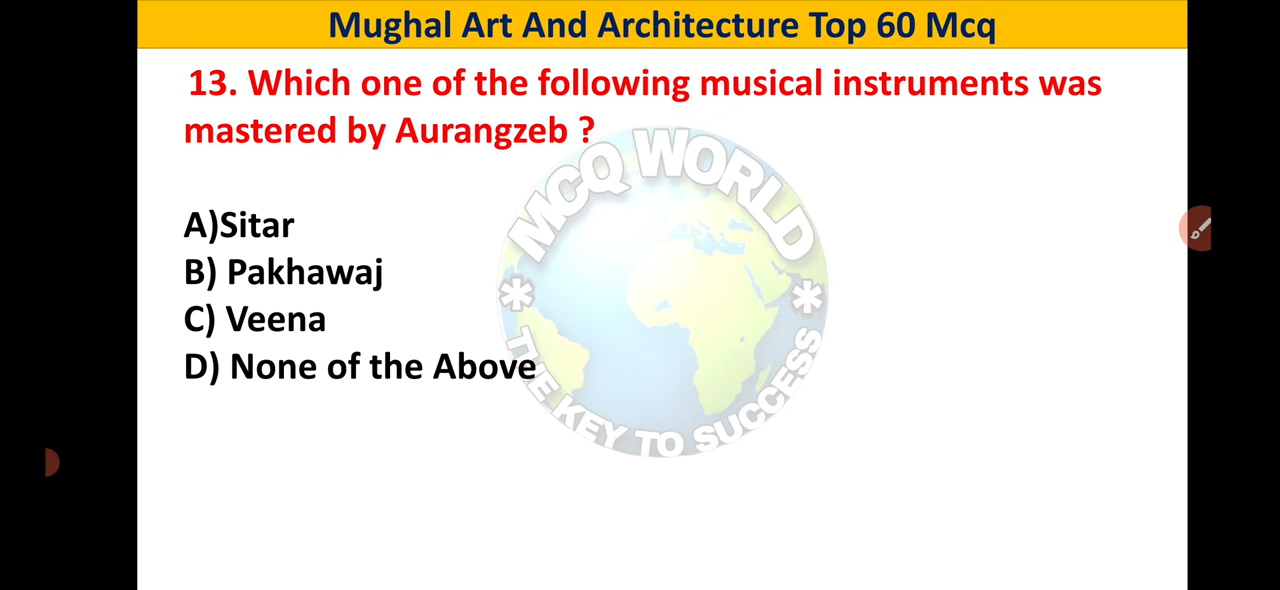 Mughal Art And Architecture Top 60 Mcq
13. Which one of the following musical instruments was
mastered by Aurangzeb ?
MCQ WORLD
A)Sitar
B) Pakhawaj
C) Veena
D) None of the Above
* THE KEY TO SUCCESS *